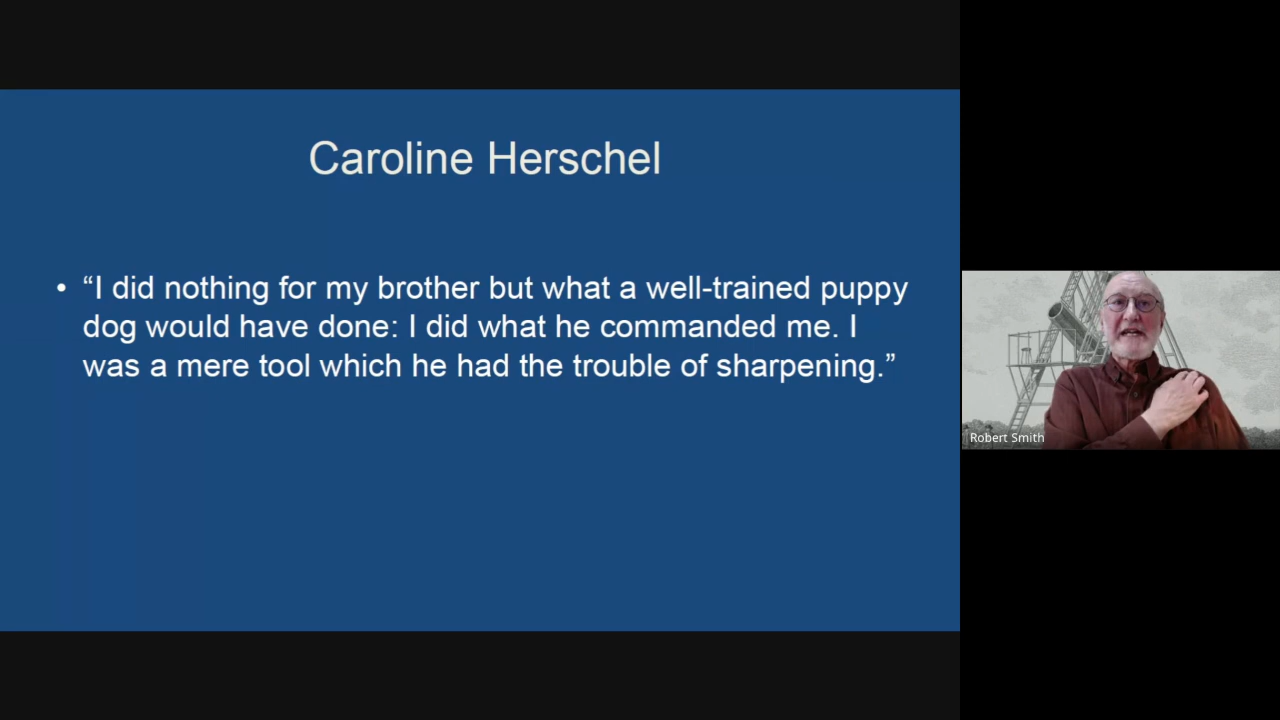 Caroline Herschel
• “I did nothing for my brother but what a well-trained puppy
dog would have done: I did what he commanded me. I
was a mere tool which he had the trouble of sharpening.”
Robert Smith